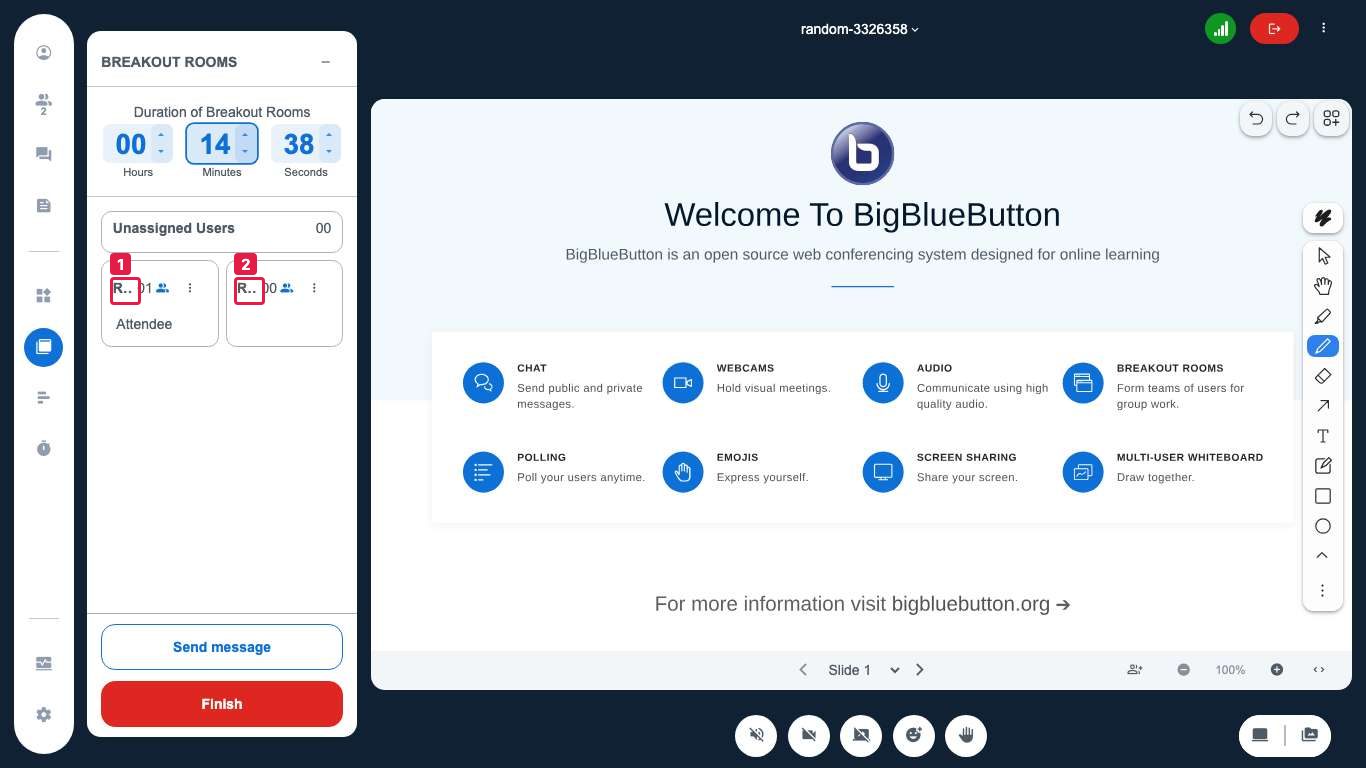 random-3326358
2
BREAKOUT ROOMS
Duration of Breakout Rooms
00 14 38
Hours Minutes Seconds
Unassigned Users 00
1 2
R.. 01 R.. 00
Attendee
Send message
Finish
Welcome To BigBlueButton
BigBlueButton is an open source web conferencing system designed for online learning
CHAT
Send public and private
messages.
WEBCAMS
Hold visual meetings.
AUDIO
Communicate using high
quality audio.
BREAKOUT ROOMS
Form teams of users for
group work.
POLLING
Poll your users anytime.
EMOJIS
Express yourself.
SCREEN SHARING
Share your screen.
MULTI-USER WHITEBOARD
Draw together.
For more information visit bigbluebutton.org ➔
Slide 1
100%